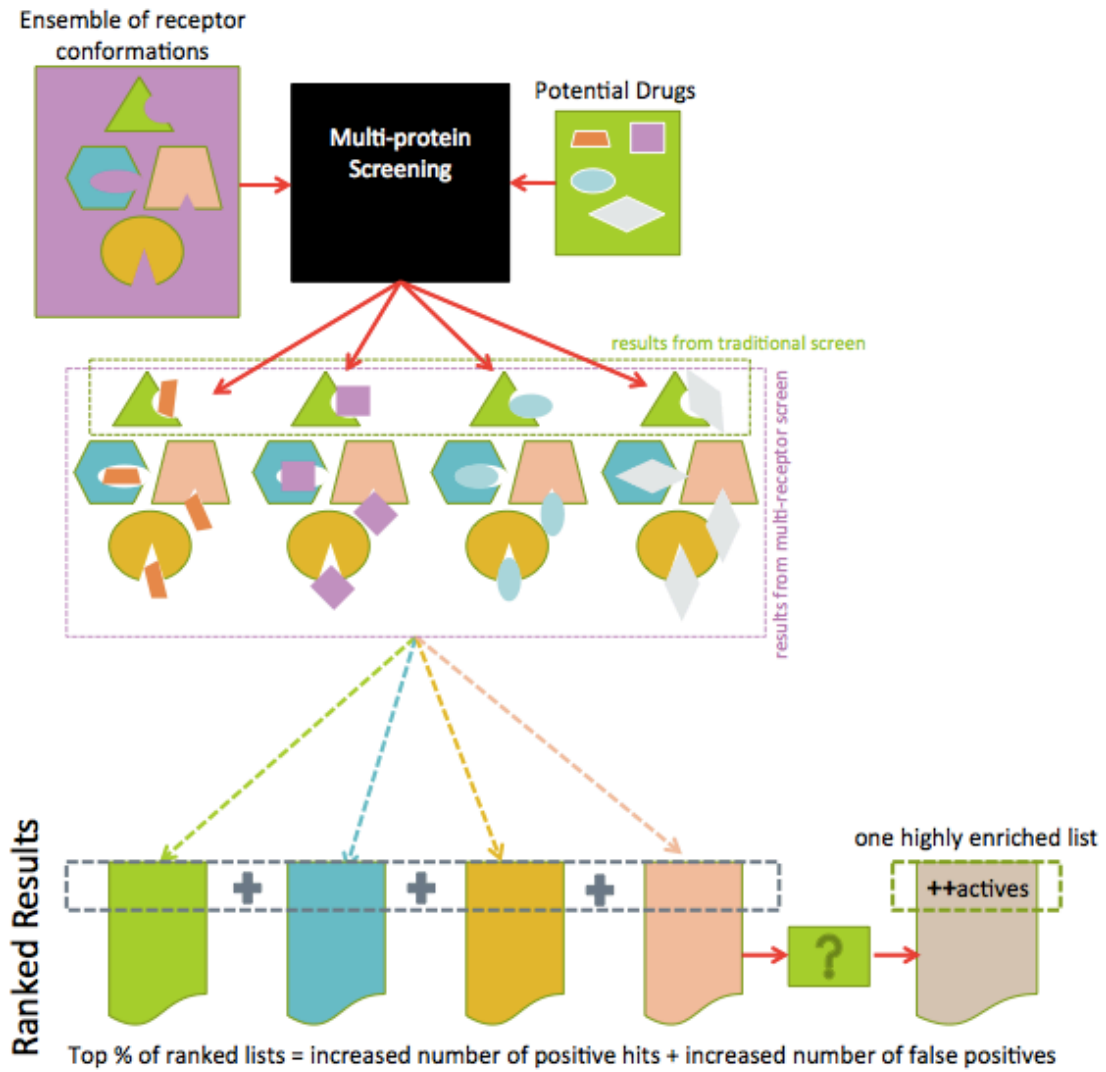 Ensemble of receptor
conformations
Potential Drugs
Multi-protein
Screening
results from traditional screen
results from multi-receptor screen
Ranked Results
one highly enriched list
++actives
?
Top % of ranked lists = increased number of positive hits + increased number of false positives